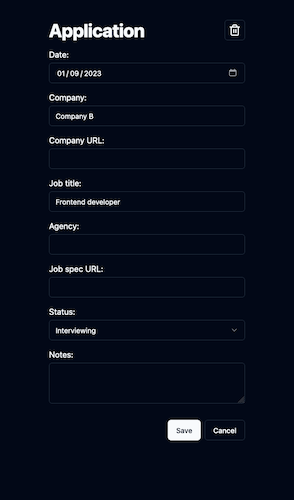 Application
Date:
01/09/2023
Company:
Company B
Company URL:
Job title:
Frontend developer
Agency:
Job spec URL:
Status:
Interviewing
Notes:
Save Cancel